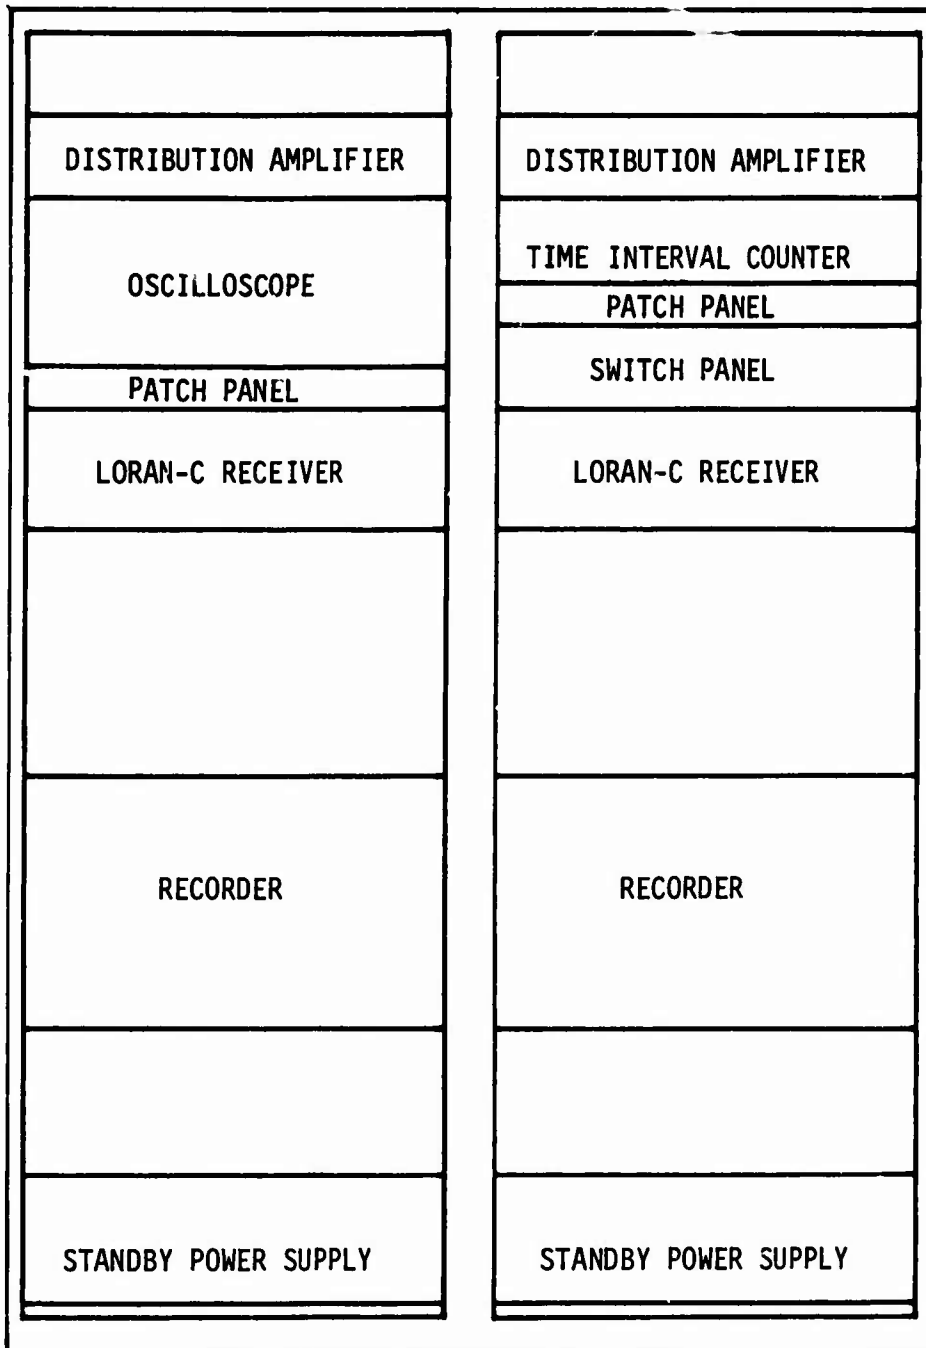 DISTRIBUTION AMPLIFIER
OSCILLOSCOPE
PATCH PANEL
LORAN-C RECEIVER
RECORDER
STANDBY POWER SUPPLY
DISTRIBUTION AMPLIFIER
TIME INTERVAL COUNTER
PATCH PANEL
SWITCH PANEL
LORAN-C RECEIVER
RECORDER
STANDBY POWER SUPPLY